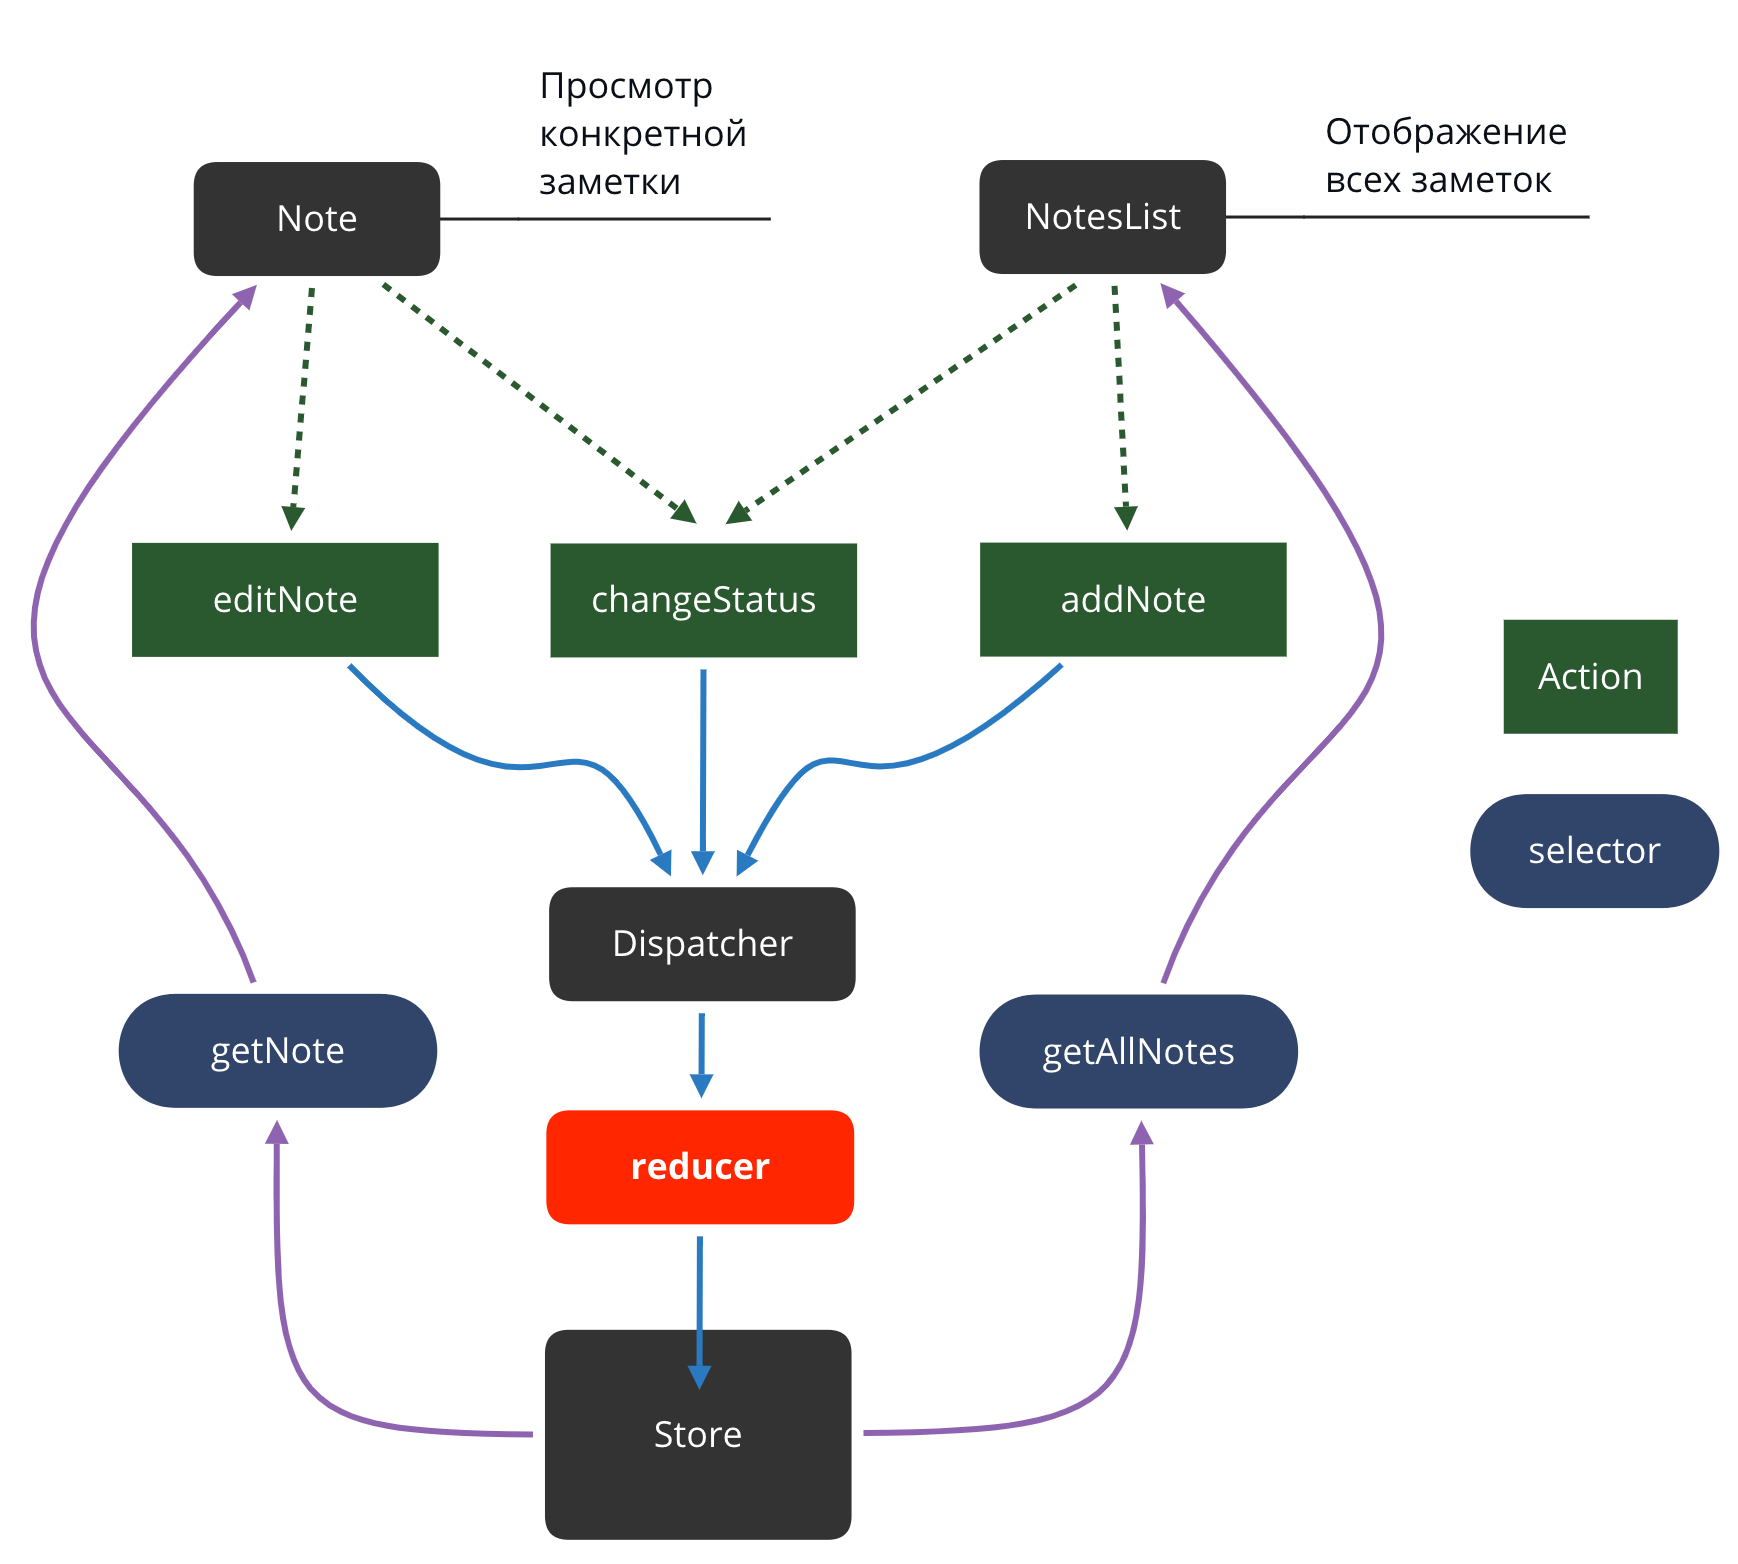 Просмотр
конкретной
заметки
Отображение
всех заметок
Note
NotesList
editNote
changeStatus
addNote
Action
selector
Dispatcher
getNote
getAllNotes
reducer
Store